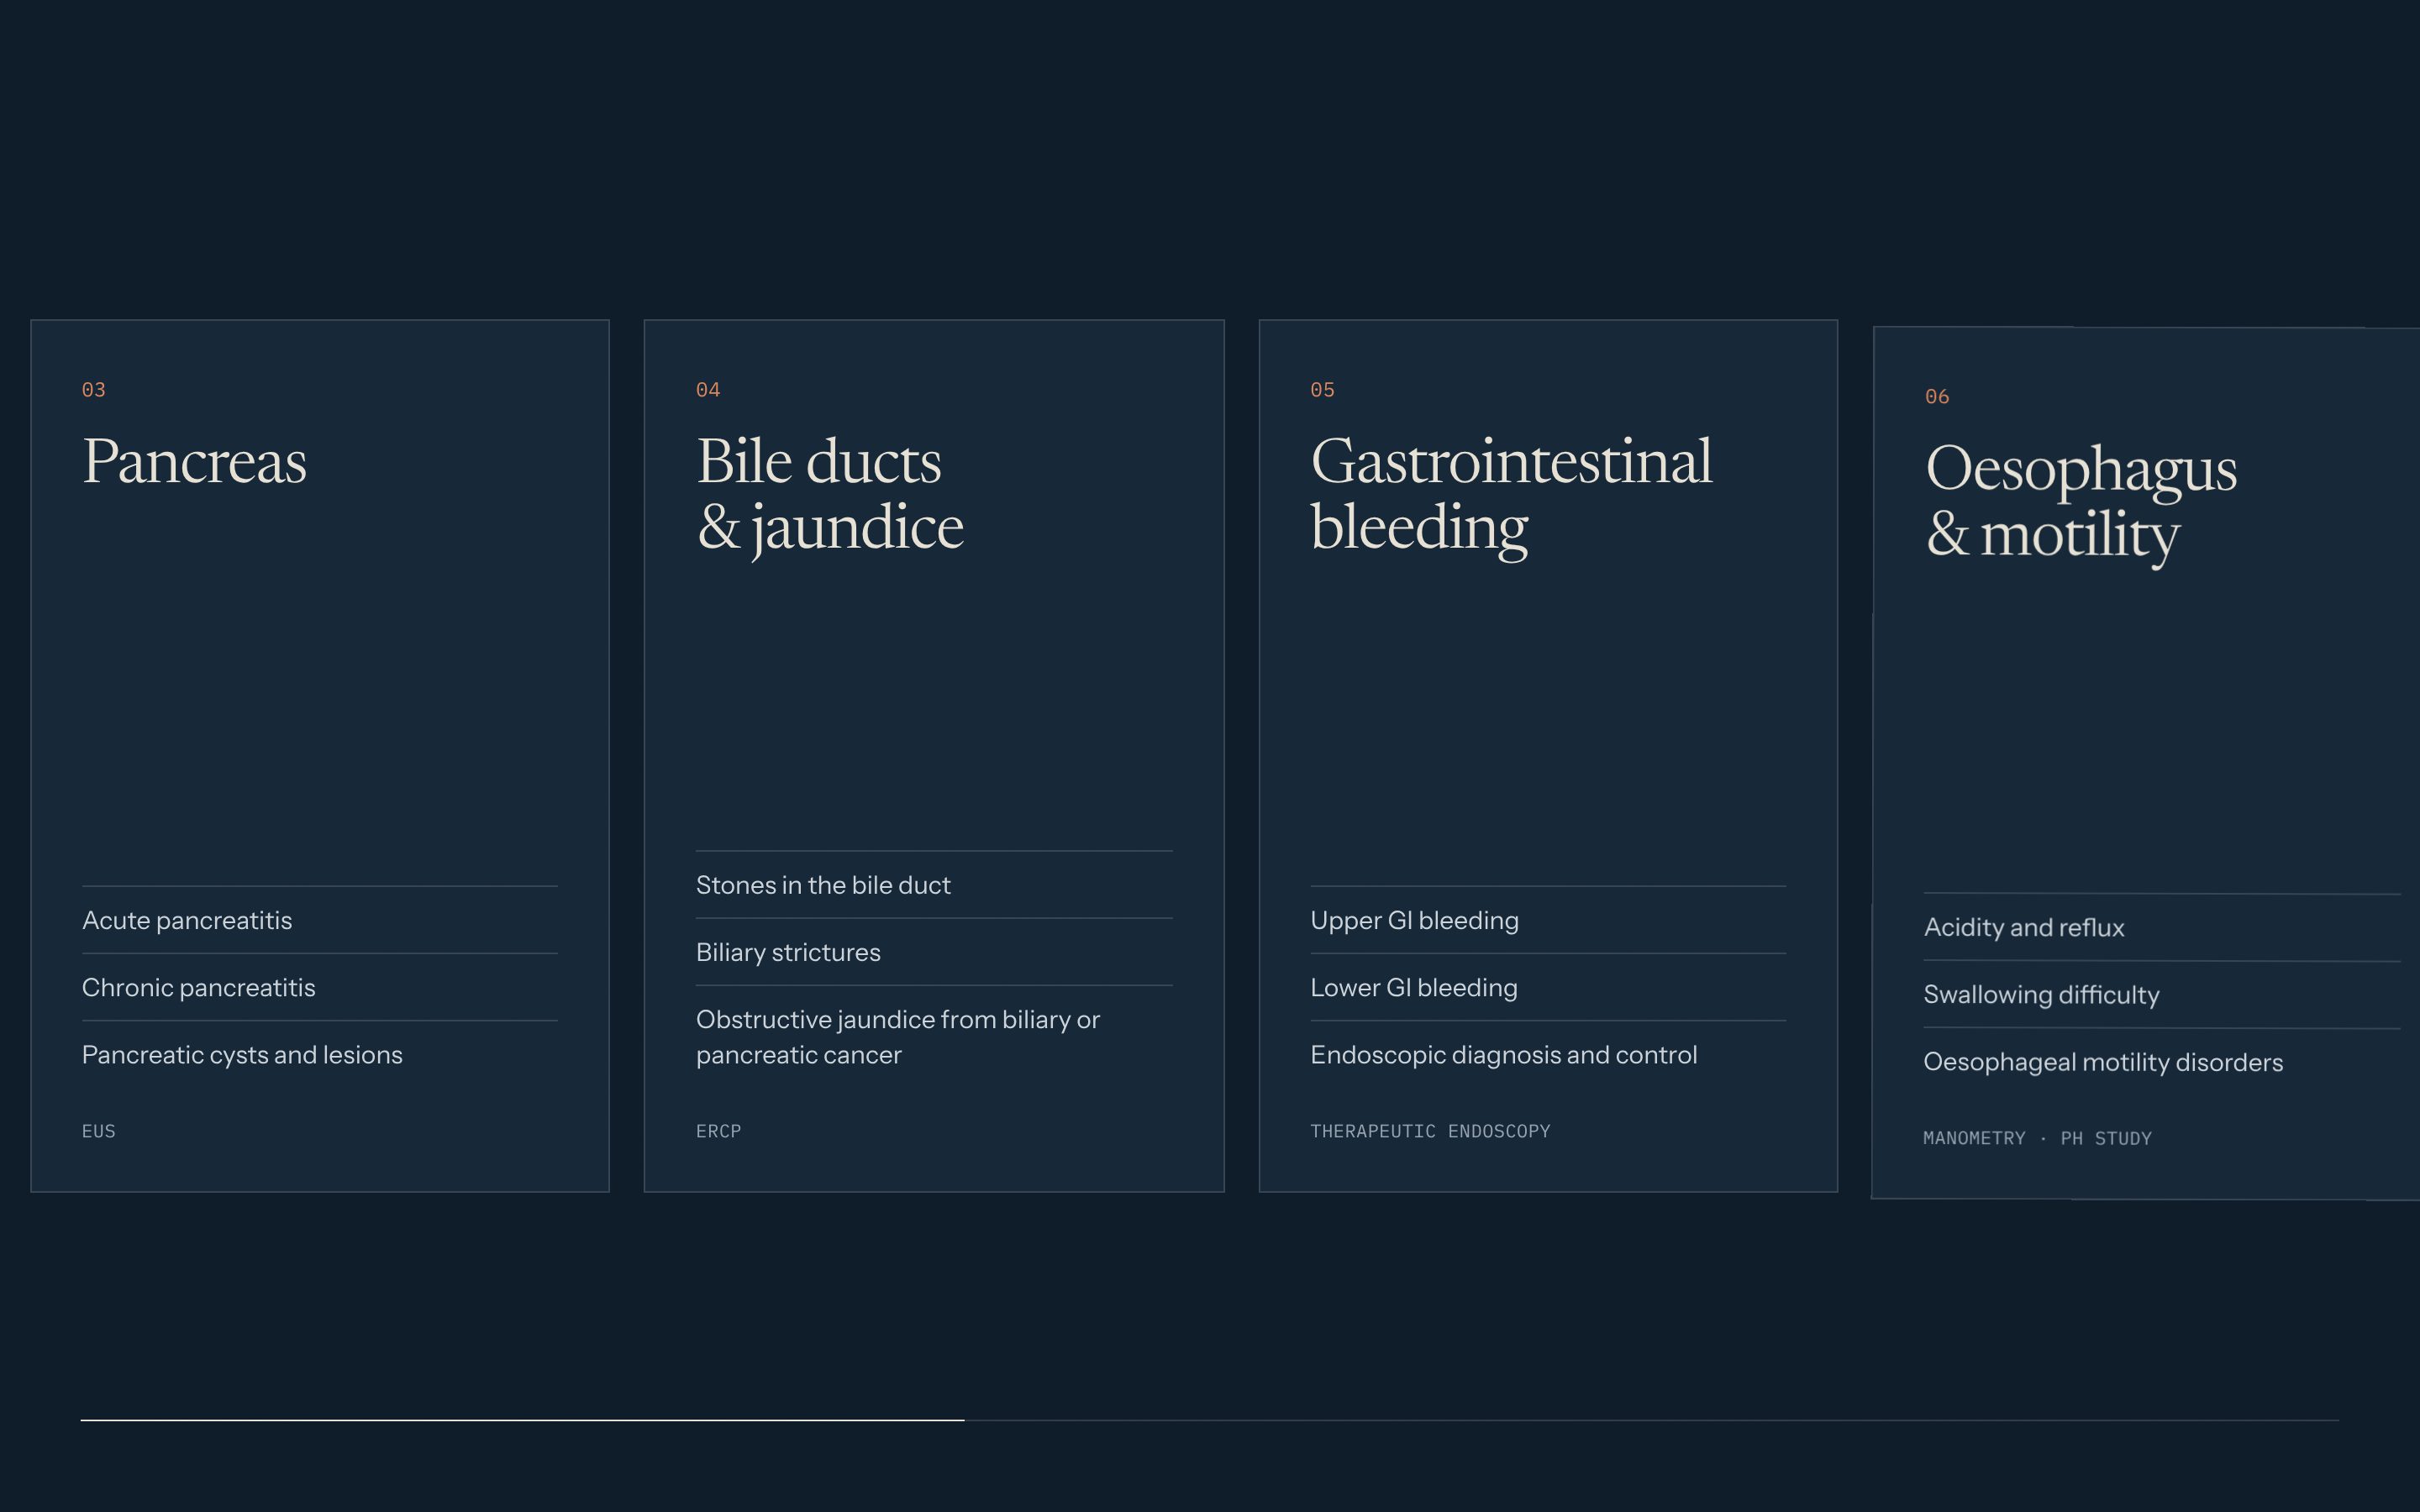 03
Pancreas
Acute pancreatitis
Chronic pancreatitis
Pancreatic cysts and lesions
EUS
04
Bile ducts
& jaundice
Stones in the bile duct
Biliary strictures
Obstructive jaundice from biliary or
pancreatic cancer
ERCP
05
Gastrointestinal
bleeding
Upper GI bleeding
Lower GI bleeding
Endoscopic diagnosis and control
THERAPEUTIC ENDOSCOPY
06
Oesophagus
& motility
Acidity and reflux
Swallowing difficulty
Oesophageal motility disorders
MANOMETRY · PH STUDY